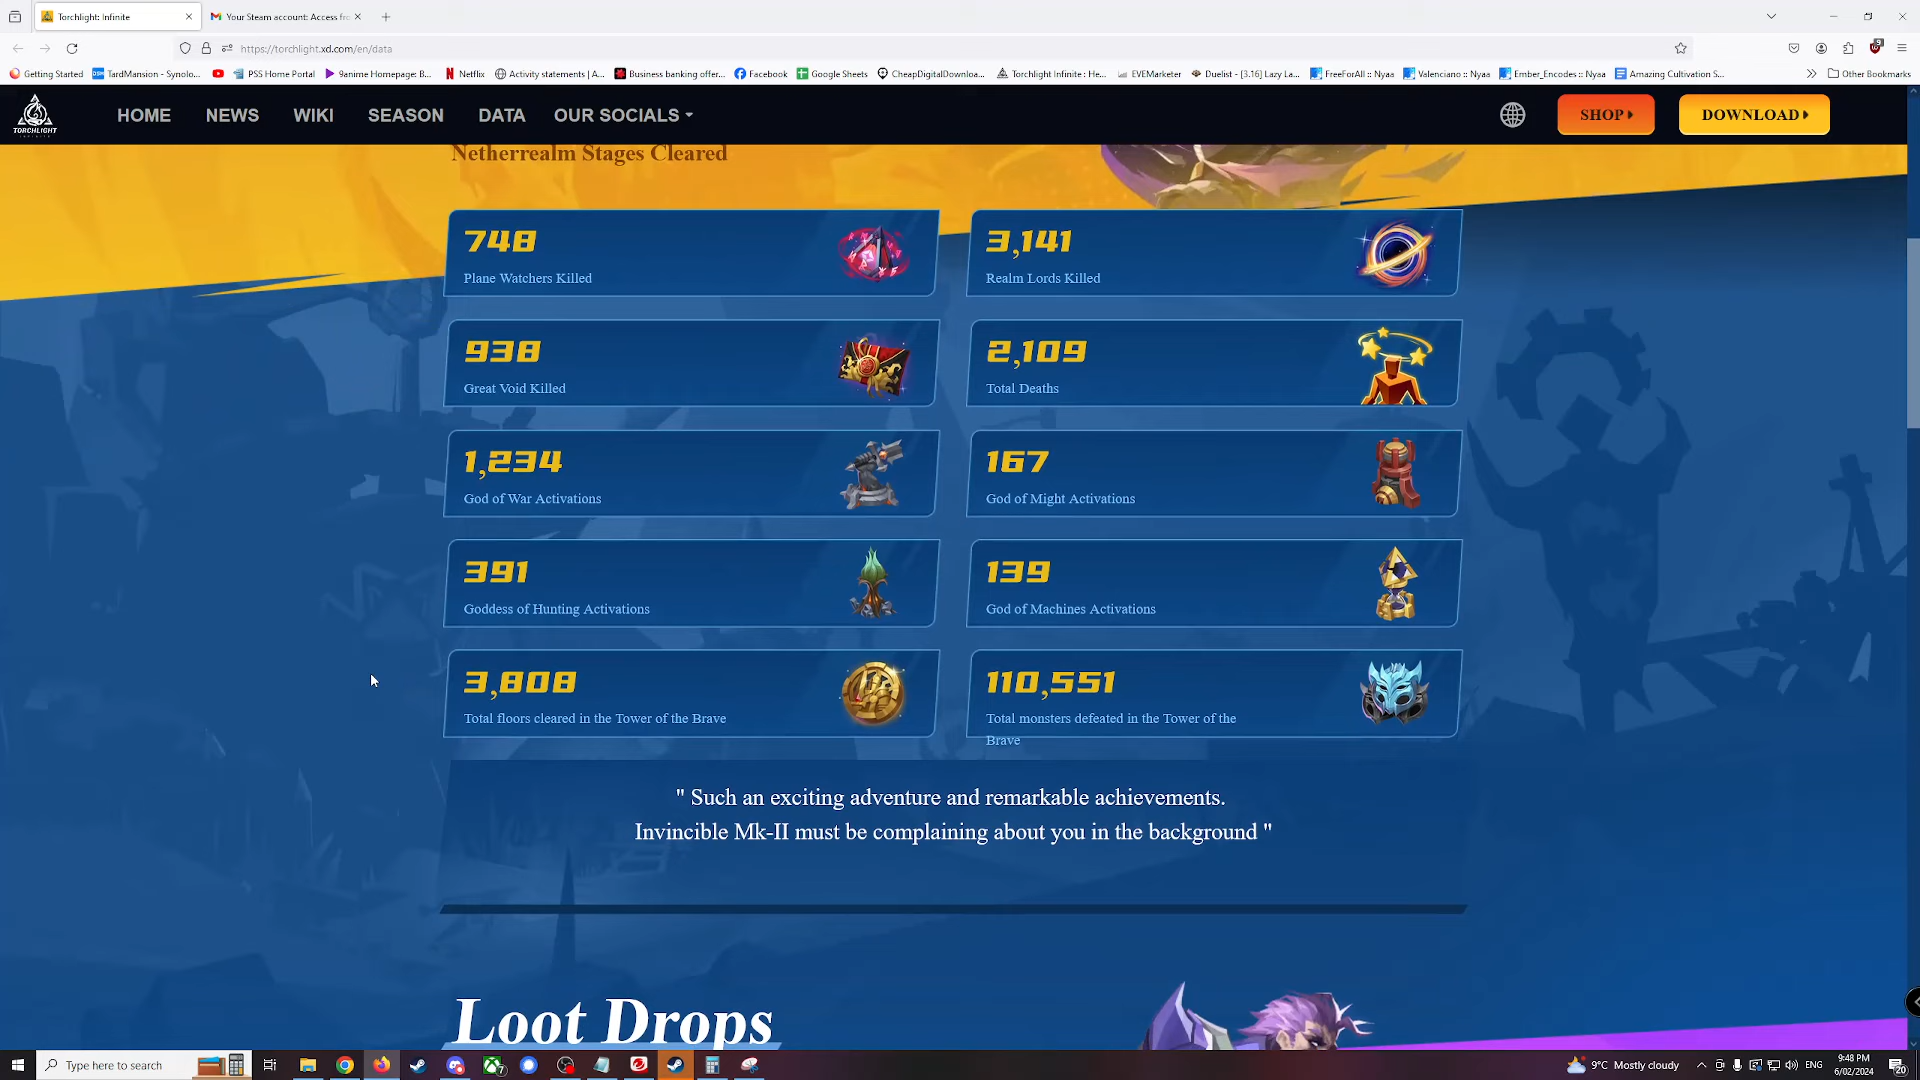 Torchlight: Infinite
Your Steam account: Access fro
https://torchlight.xd.com/en/data
9
Getting Started
TardMansion - Synolo...
PSS Home Portal
9anime Homepage: B...
Netflix
Activity statements | A...
Business banking offer...
Facebook
Google Sheets
CheapDigitalDownloa...
Torchlight Infinite : He...
EVEMarketer
Duelist - [3.16] Lazy La...
FreeForAll :: Nyaa
Valenciano :: Nyaa
Ember_Encodes :: Nyaa
Amazing Cultivation S...
Other Bookmarks
TORCHLIGHT
INFINITE
HOME
NEWS
WIKI
SEASON
DATA
OUR SOCIALS
SHOP
DOWNLOAD
Netherrealm Stages Cleared
748
Plane Watchers Killed
3,141
Realm Lords Killed
938
Great Void Killed
2,109
Total Deaths
1,234
God of War Activations
167
God of Might Activations
391
Goddess of Hunting Activations
139
God of Machines Activations
3,808
Total floors cleared in the Tower of the Brave
110,551
Total monsters defeated in the Tower of the
Brave
" Such an exciting adventure and remarkable achievements.
Invincible Mk-II must be complaining about you in the background "
Loot Drops
Type here to search
7
9°C Mostly cloudy
ENG
9:48 PM
6/02/2024
20